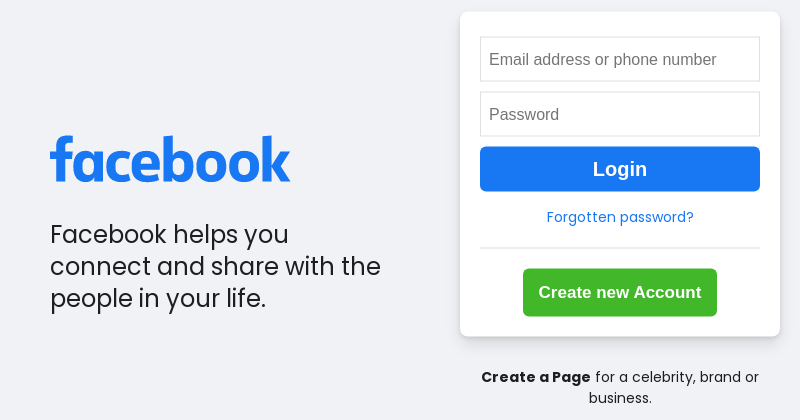 facebook
Facebook helps you
connect and share with the
people in your life.
Email address or phone number
Password
Login
Forgotten password?
Create new Account
Create a Page for a celebrity, brand or
business.